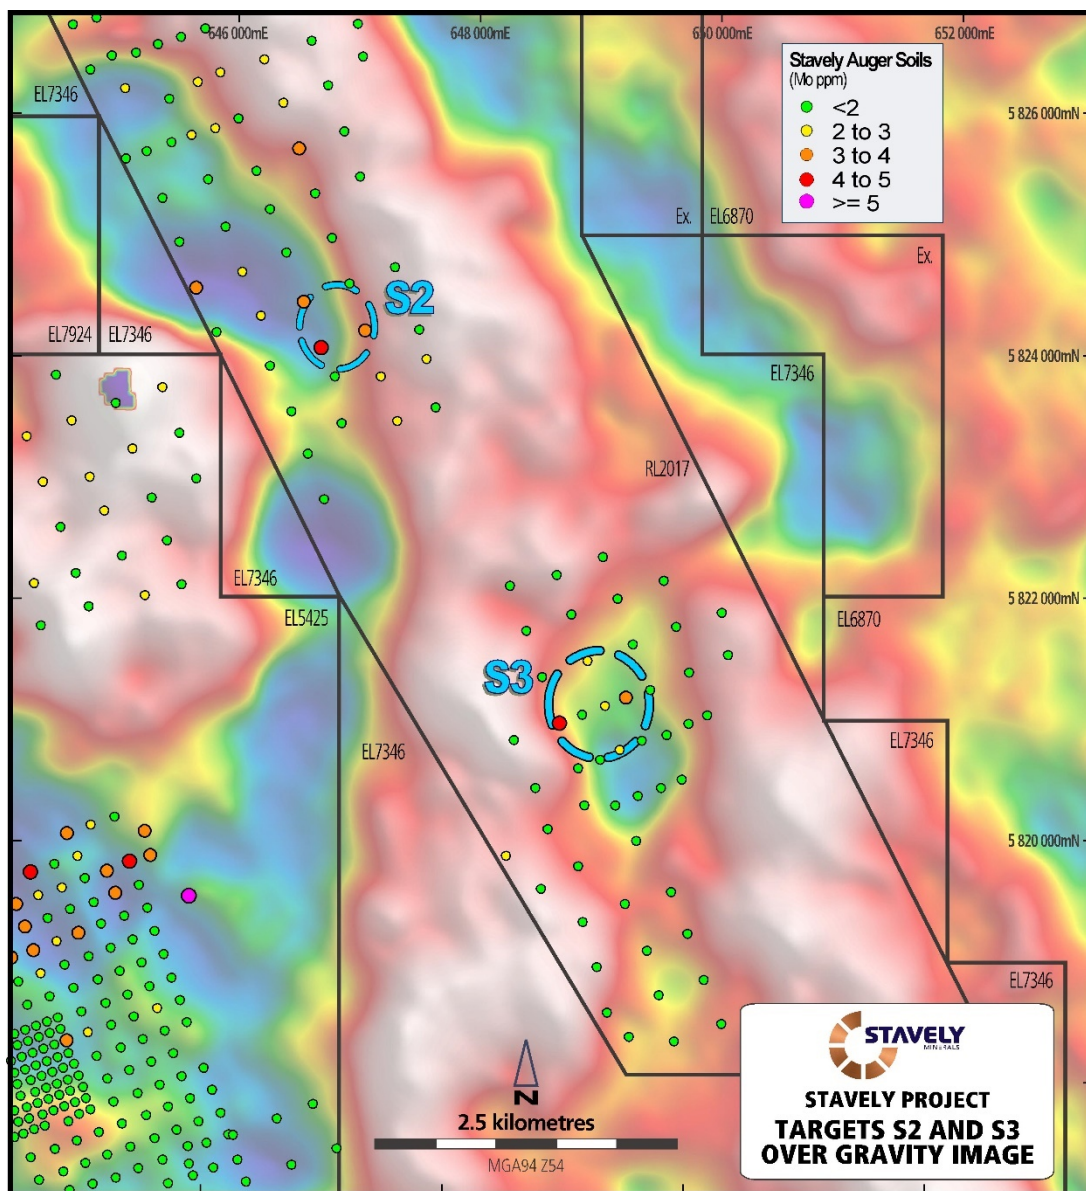 646 000mE
648 000mE
650 000mE
652 000mE
Stavely Auger Soils
(Mo ppm)
<2
2 to 3
3 to 4
4 to 5
>= 5
EL7346
5 826 000mN
Ex.
EL6870
Ex.
S2
EL7924
EL7346
5 824 000mN
EL7346
RL2017
EL7346
EL5425
5 822 000mN
EL6870
S3
EL7346
EL7346
5 820 000mN
EL7346
N
2.5 kilometres
MGA94 Z54
STAVELY
MINERALS
STAVELY PROJECT
TARGETS S2 AND S3
OVER GRAVITY IMAGE